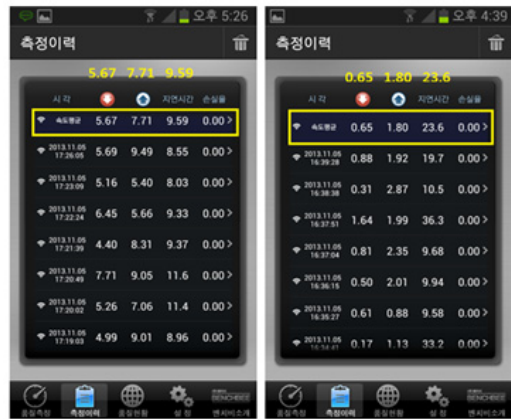 오후 5:26
측정이력
5.67 7.71 9.59
시 각 지연시간 손실율
속도평균 5.67 7.71 9.59 0.00
2013.11.05 17:26:05 5.69 9.49 8.55 0.00
2013.11.05 17:23:09 5.16 5.40 8.03 0.00
2013.11.05 17:22:24 6.45 5.66 9.33 0.00
2013.11.05 17:21:39 4.40 8.31 9.37 0.00
2013.11.05 17:20:49 7.71 9.05 11.6 0.00
2013.11.05 17:20:02 5.26 7.06 11.4 0.00
2013.11.05 17:19:03 4.99 9.01 8.96 0.00
품질측정 측정이력 품질현황 설 정 벤치비소개
BENCHBEE
오후 4:39
측정이력
0.65 1.80 23.6
시 각 지연시간 손실율
속도평균 0.65 1.80 23.6 0.00
2013.11.05 16:39:28 0.88 1.92 19.7 0.00
2013.11.05 16:38:38 0.31 2.87 10.5 0.00
2013.11.05 16:37:51 1.64 1.99 36.3 0.00
2013.11.05 16:37:04 0.81 2.35 9.68 0.00
2013.11.05 16:36:15 0.50 2.01 9.94 0.00
2013.11.05 16:35:27 0.61 0.88 9.58 0.00
2013.11.05 16:34:41 0.17 1.13 33.2 0.00
품질측정 측정이력 품질현황 설 정 벤치비소개
BENCHBEE